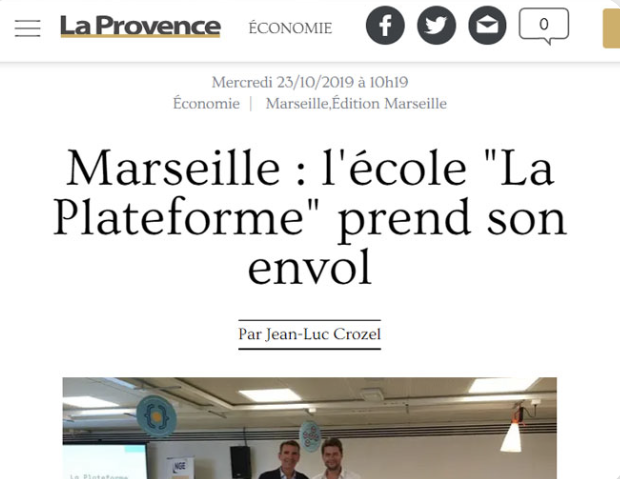 La Provence
ÉCONOMIE
0
Mercredi 23/10/2019 à 10h19
Économie | Marseille,Édition Marseille
Marseille : l'école "La
Plateforme" prend son
envol
Par Jean-Luc Crozel
La Plateforme
NGE